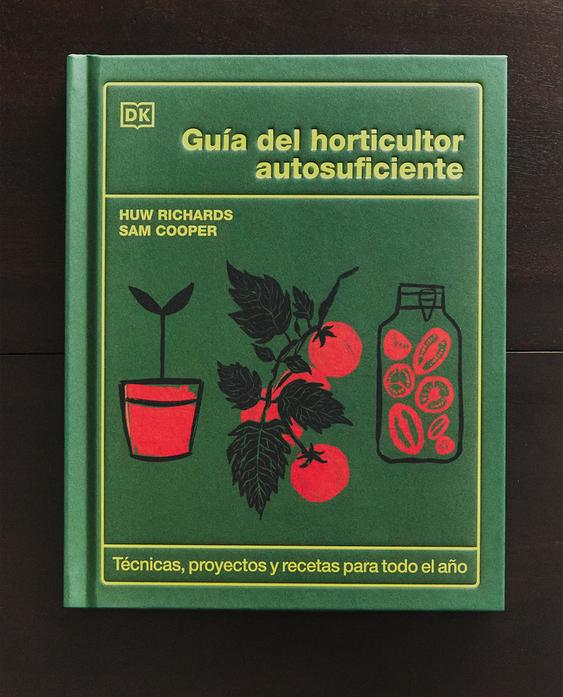 DK
Guía del horticultor
autosuficiente
HUW RICHARDS
SAM COOPER
Técnicas, proyectos y recetas para todo el año